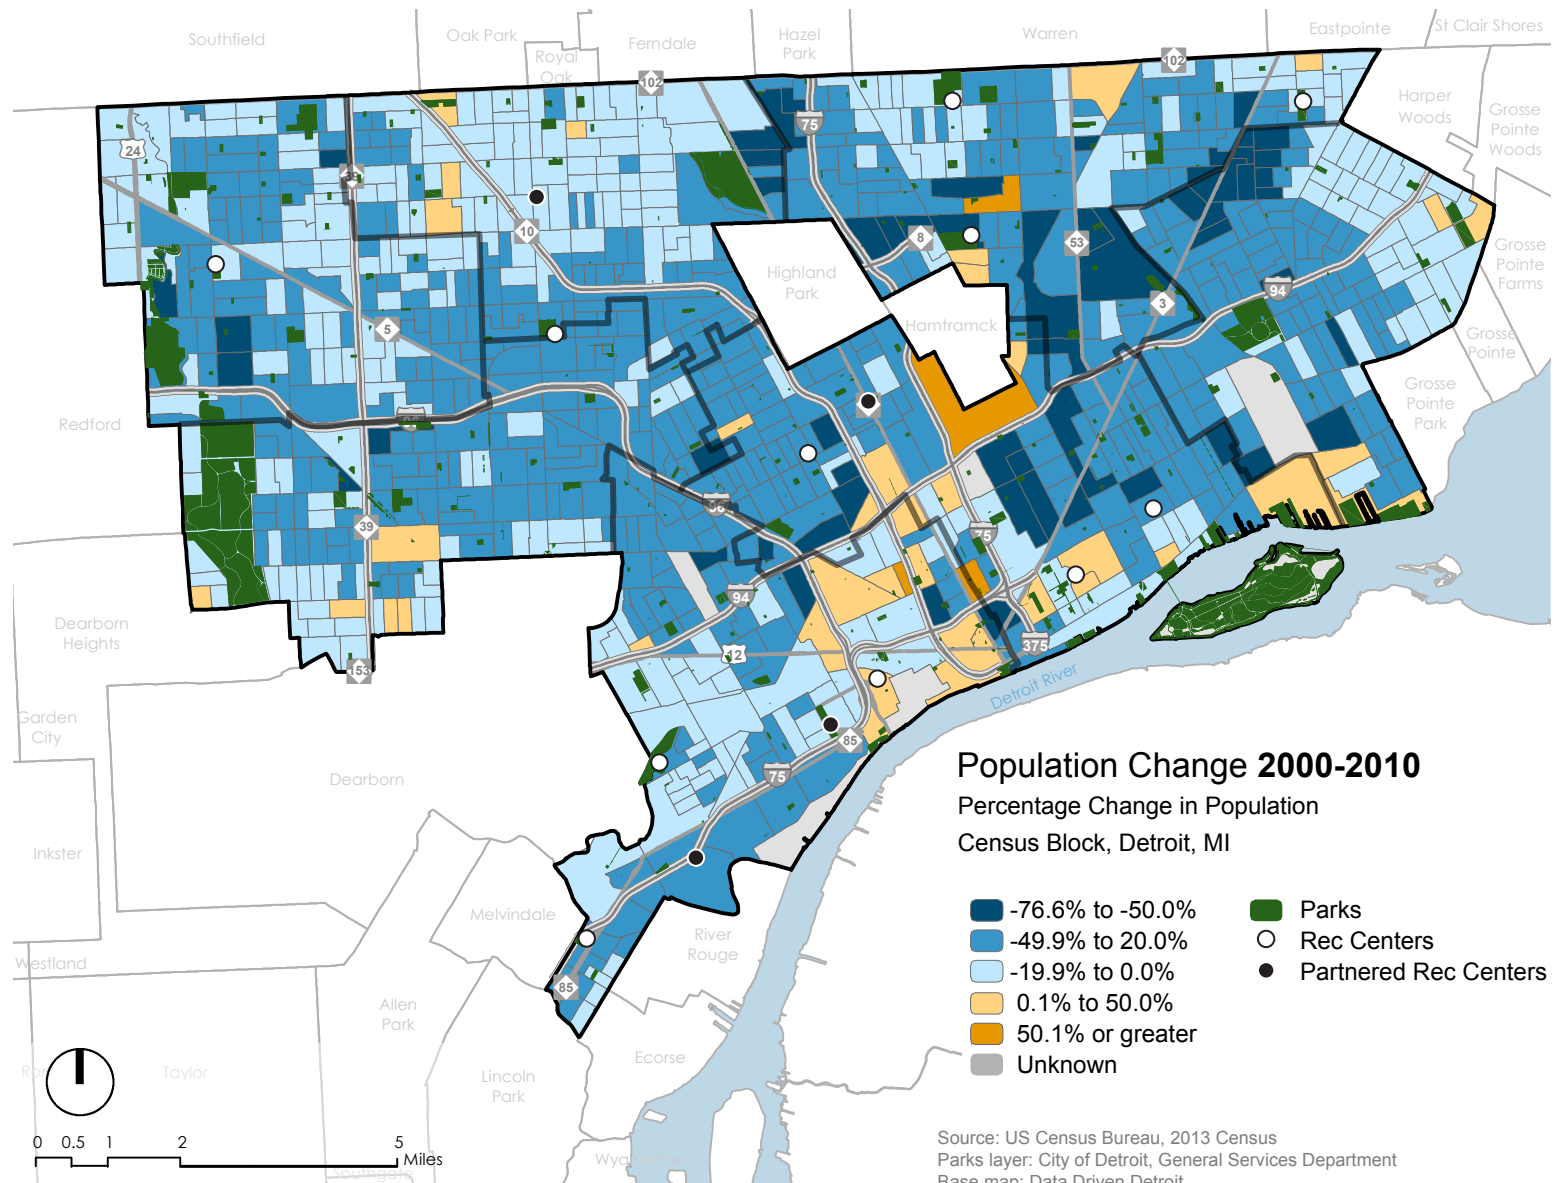 Southfield
Oak Park
Royal
Oak
Ferndale
Hazel
Park
Warren
Eastpointe
St Clair Shores
102
102
Harper
Woods
Grosse
Pointe
Woods
75
24
39
10
8
53
Highland
Park
Grosse
Pointe
Farms
94
3
5
Hamtramck
Grosse
Pointe
Grosse
Pointe
Park
Redford
96
39
96
75
94
12
375
Dearborn
Heights
153
Detroit River
Garden
City
85
75
Dearborn
Inkster
Melvindale
River
Rouge
Westland
85
Allen
Park
Ecorse
Taylor
Lincoln
Park
Southgate
Population Change 2000-2010
Percentage Change in Population
Census Block, Detroit, MI
-76.6% to -50.0%
-49.9% to 20.0%
-19.9% to 0.0%
0.1% to 50.0%
50.1% or greater
Unknown
Parks
Rec Centers
Partnered Rec Centers
0 0.5 1 2 5
Miles
Source: US Census Bureau, 2013 Census
Parks layer: City of Detroit, General Services Department
Base map: Data Driven Detroit